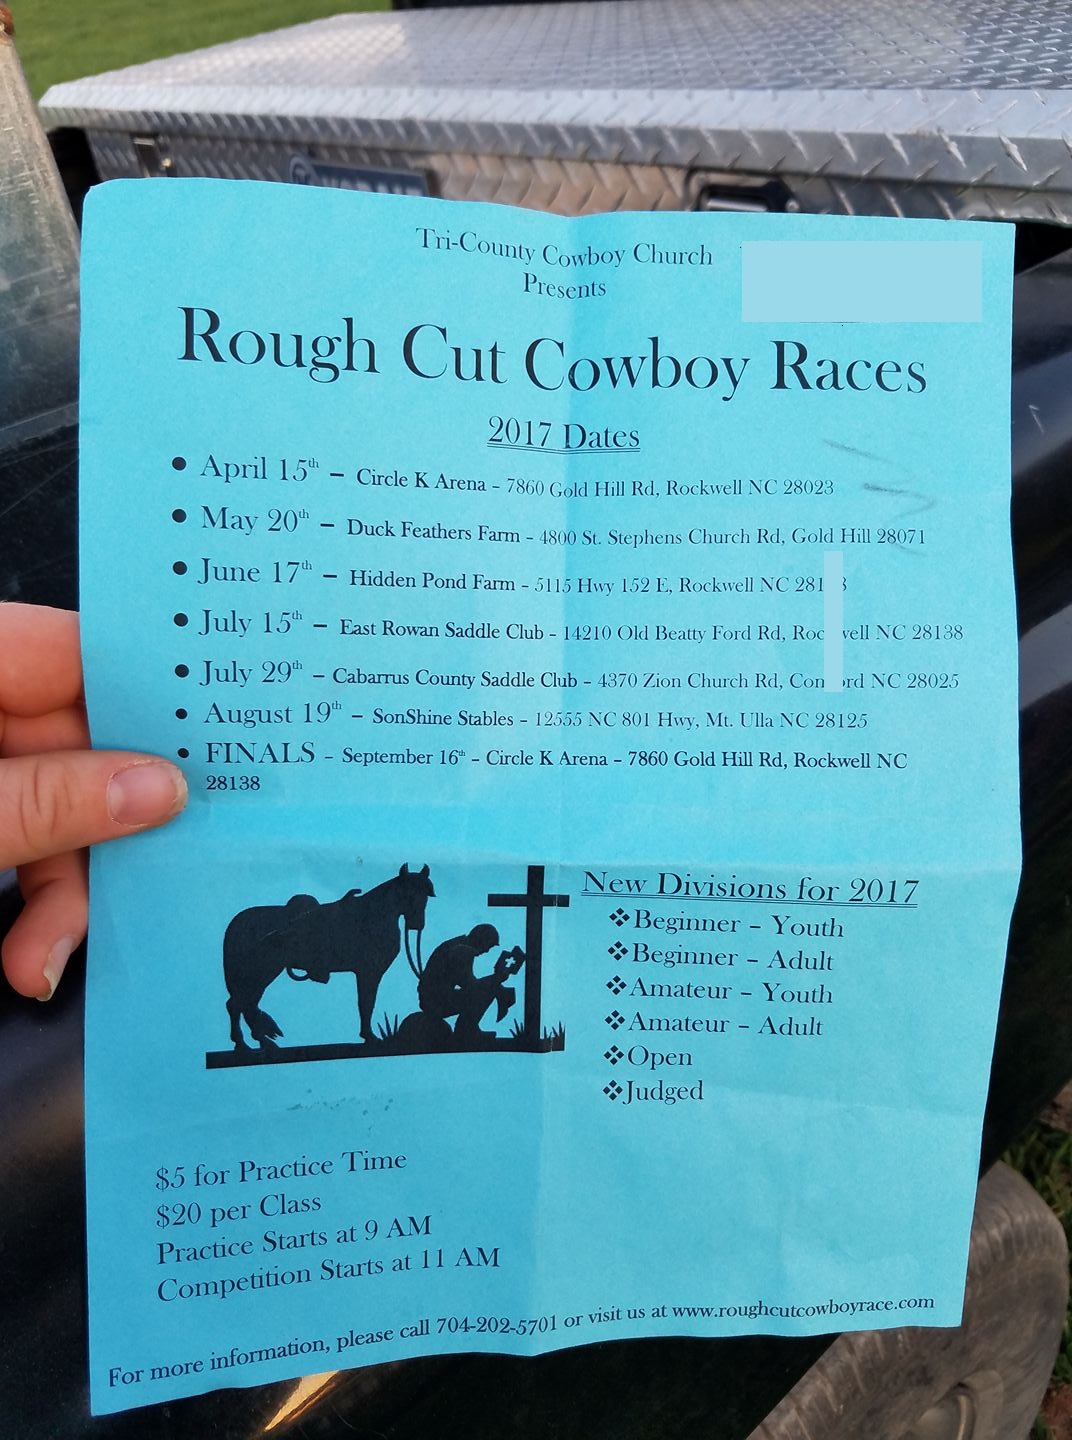 Tri-County Cowboy Church
Presents
Rough Cut Cowboy Races
2017 Dates
• April 15th – Circle K Arena – 7860 Gold Hill Rd, Rockwell NC 28023
• May 20th – Duck Feathers Farm – 4800 St. Stephens Church Rd, Gold Hill 28071
• June 17th – Hidden Pond Farm – 5115 Hwy 152 E, Rockwell NC
• July 15th – East Rowan Saddle Club – 14210 Old Beatty Ford Rd, NC 28138
• July 29th – Cabarrus County Saddle Club – 4370 Zion Church Rd, NC 28025
• August 19th – SonShine Stables – 12555 NC 801 Hwy, Mt. Ulla NC 28125
• FINALS – September 16th – Circle K Arena – 7860 Gold Hill Rd, Rockwell NC
28138
New Divisions for 2017
❖Beginner – Youth
❖Beginner – Adult
❖Amateur – Youth
❖Amateur – Adult
❖Open
❖Judged
$5 for Practice Time
$20 per Class
Practice Starts at 9 AM
Competition Starts at 11 AM
For more information, please call 704-202-5701 or visit us at www.roughcutcowboyrace.com